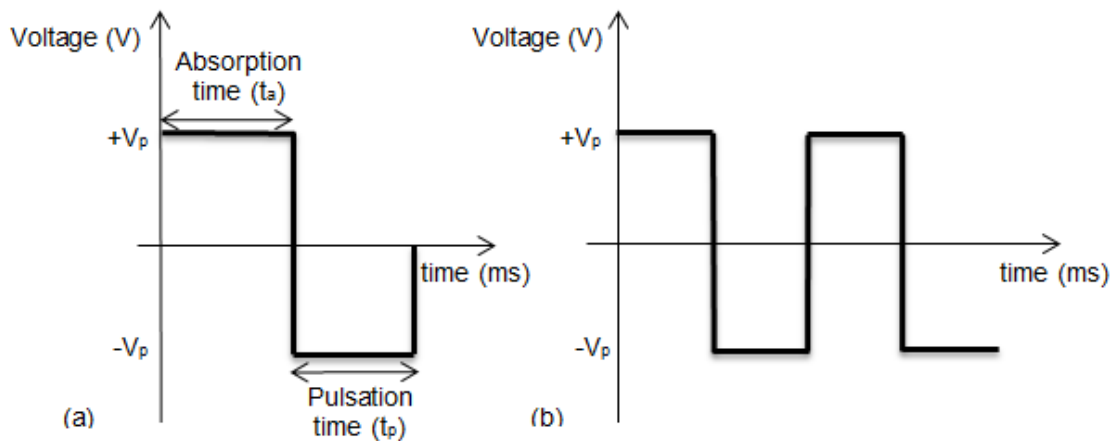 Voltage (V)
Absorption
time (tₐ)
+Vₚ
time (ms)
-Vₚ
Pulsation
time (tₚ)
(a)
Voltage (V)
+Vₚ
time (ms)
-Vₚ
(b)